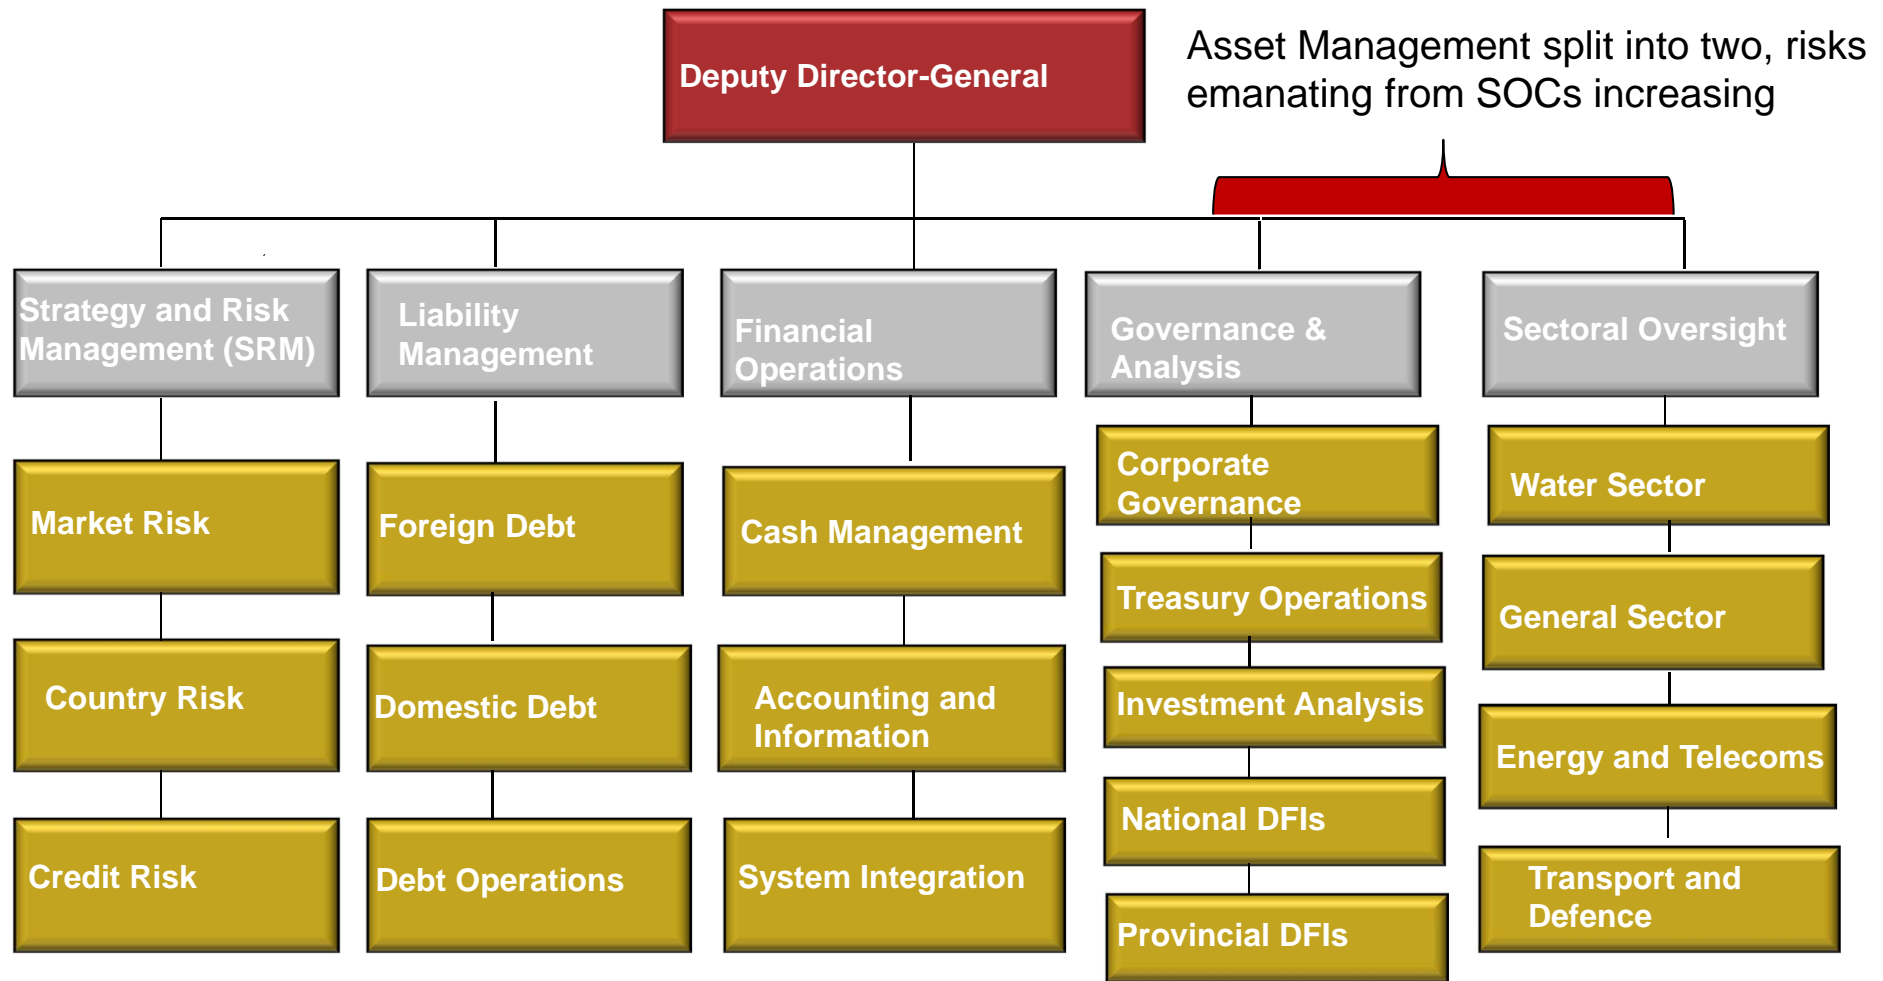 Deputy Director-General
Asset Management split into two, risks
emanating from SOCs increasing
Strategy and Risk
Management (SRM)
Liability
Management
Financial
Operations
Governance &
Analysis
Sectoral Oversight
Market Risk
Country Risk
Credit Risk
Foreign Debt
Domestic Debt
Debt Operations
Cash Management
Accounting and
Information
System Integration
Corporate
Governance
Treasury Operations
Investment Analysis
National DFIs
Provincial DFIs
Water Sector
General Sector
Energy and Telecoms
Transport and
Defence